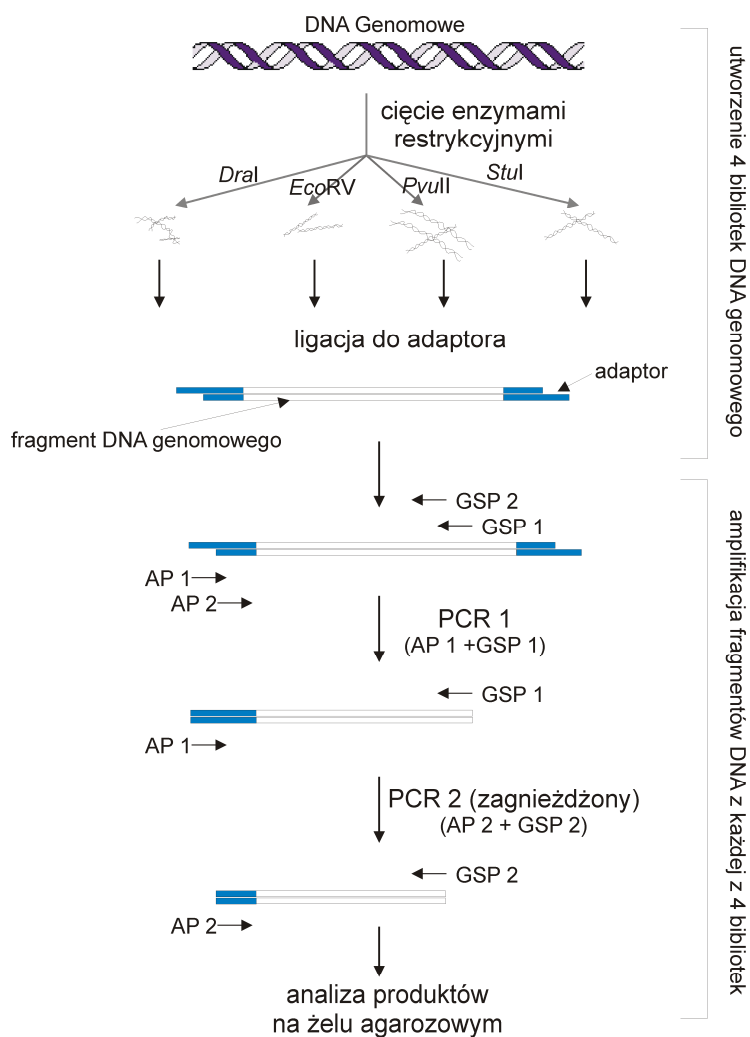 DNA Genomowe
cięcie enzymami
restrykcyjnymi
DraI
EcoRV
PvuII
StuI
ligacja do adaptora
adaptor
fragment DNA genomowego
utworzenie 4 bibliotek DNA genomowego
GSP 2
GSP 1
AP 1
AP 2
PCR 1
(AP 1 +GSP 1)
GSP 1
AP 1
PCR 2 (zagnieżdżony)
(AP 2 + GSP 2)
GSP 2
AP 2
analiza produktów
na żelu agarozowym
amplifikacja fragmentów DNA z każdej z 4 bibliotek